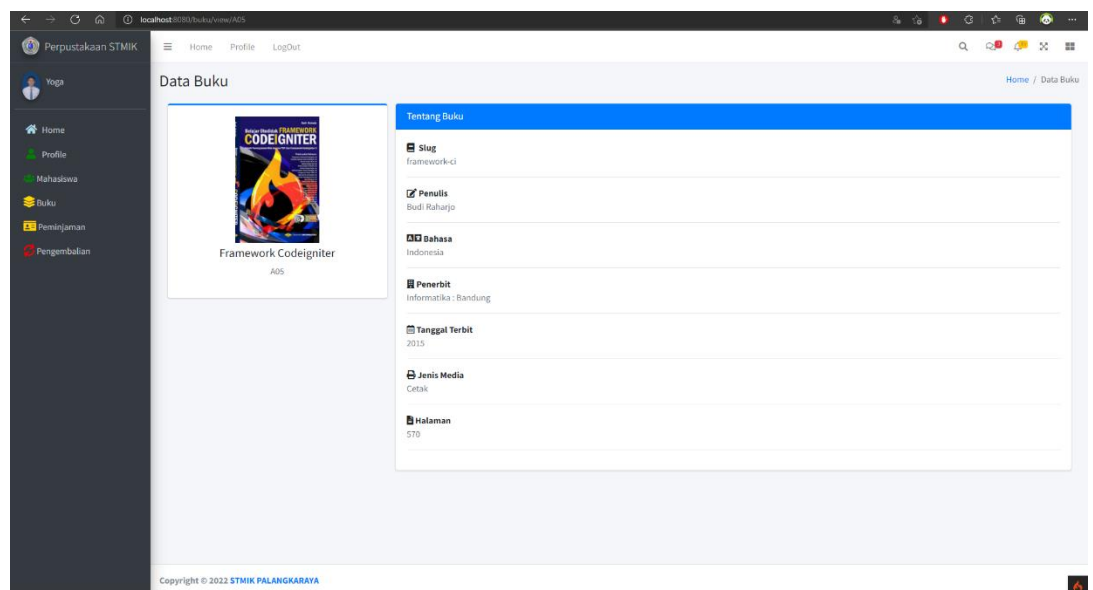 localhost:8080/buku/view/A05
Perpustakaan STMIK
Home Profile LogOut
Yoga
Home
Profile
Mahasiswa
Buku
Peminjaman
Pengembalian
Data Buku
Home / Data Buku
FRAMEWORK
CODEIGNITER
Framework Codeigniter
A05
Tentang Buku
Slug
framework-ci
Penulis
Budi Raharjo
Bahasa
Indonesia
Penerbit
Informatika : Bandung
Tanggal Terbit
2015
Jenis Media
Cetak
Halaman
570
Copyright © 2022 STMIK PALANGKARAYA